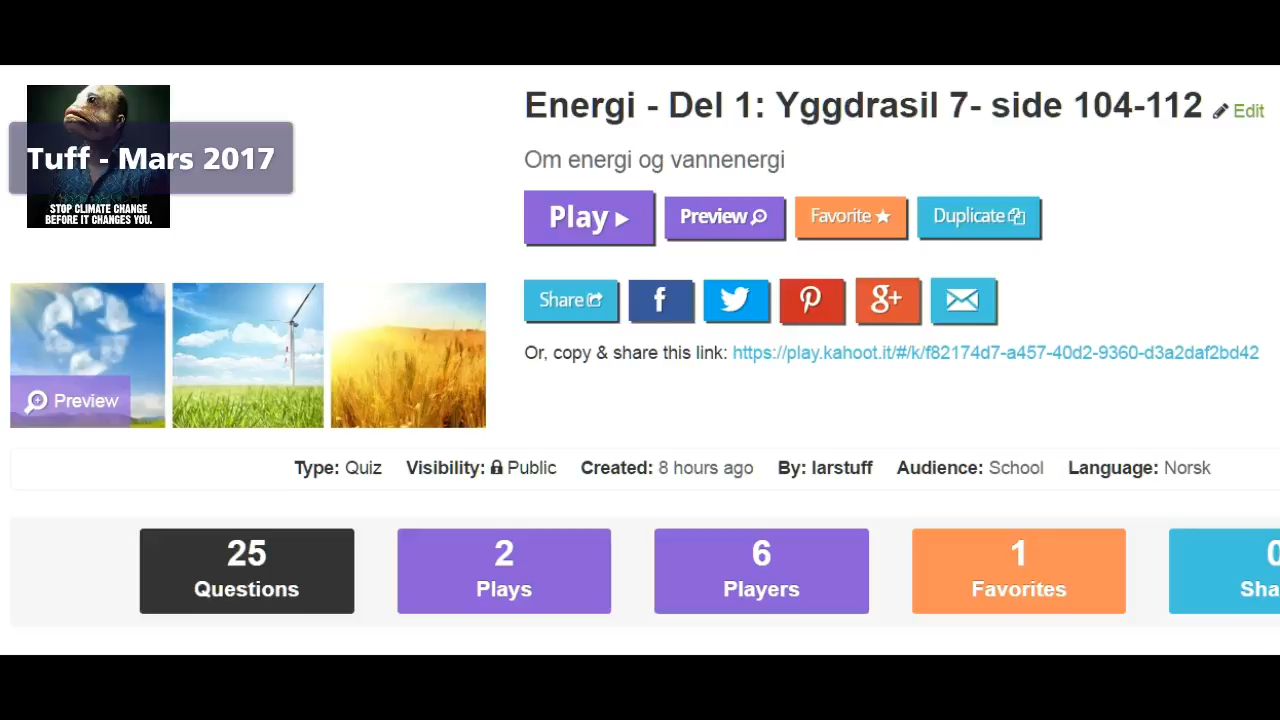 Energi - Del 1: Yggdrasil 7- side 104-112 Edit
Tuff - Mars 2017
STOP CLIMATE CHANGE
BEFORE IT CHANGES YOU.
Om energi og vannenergi
Play Preview Favorite Duplicate
Share f g+
Or, copy & share this link: https://play.kahoot.it/#/k/f82174d7-a457-40d2-9360-d3a2daf2bd42
Preview
Type: Quiz Visibility: Public Created: 8 hours ago By: larstuff Audience: School Language: Norsk
25 2 6 1 0
Questions Plays Players Favorites Sha